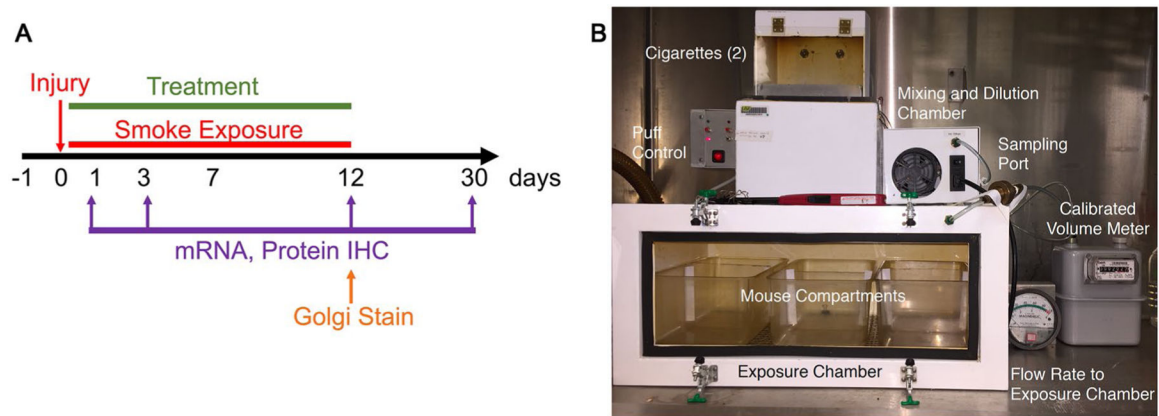 A
Injury
Treatment
Smoke Exposure
-1 0 1 3 7 12 30 days
mRNA, Protein IHC
Golgi Stain
B
Cigarettes (2)
Mixing and Dilution
Chamber
Puff
Control
Sampling
Port
Calibrated
Volume Meter
Mouse Compartments
Exposure Chamber
Flow Rate to
Exposure Chamber